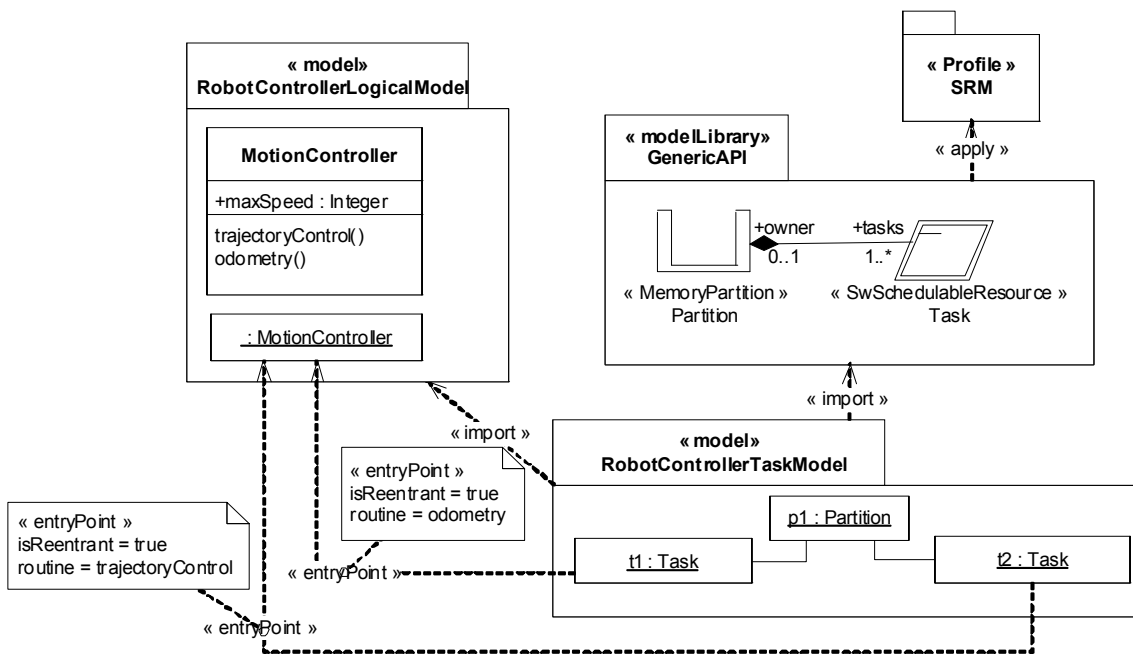 « model»
RobotControllerLogicalModel
MotionController
+maxSpeed : Integer
trajectoryControl()
odometry()
: MotionController
« Profile »
SRM
« apply »
« modelLibrary»
GenericAPI
+owner
+tasks
0..1
1..*
« MemoryPartition »
Partition
« SwSchedulableResource »
Task
« import »
« import »
« model»
RobotControllerTaskModel
p1 : Partition
t1 : Task
t2 : Task
« entryPoint »
isReentrant = true
routine = odometry
« entryPoint »
isReentrant = true
routine = trajectoryControl
« entryPoint »
« entryPoint »